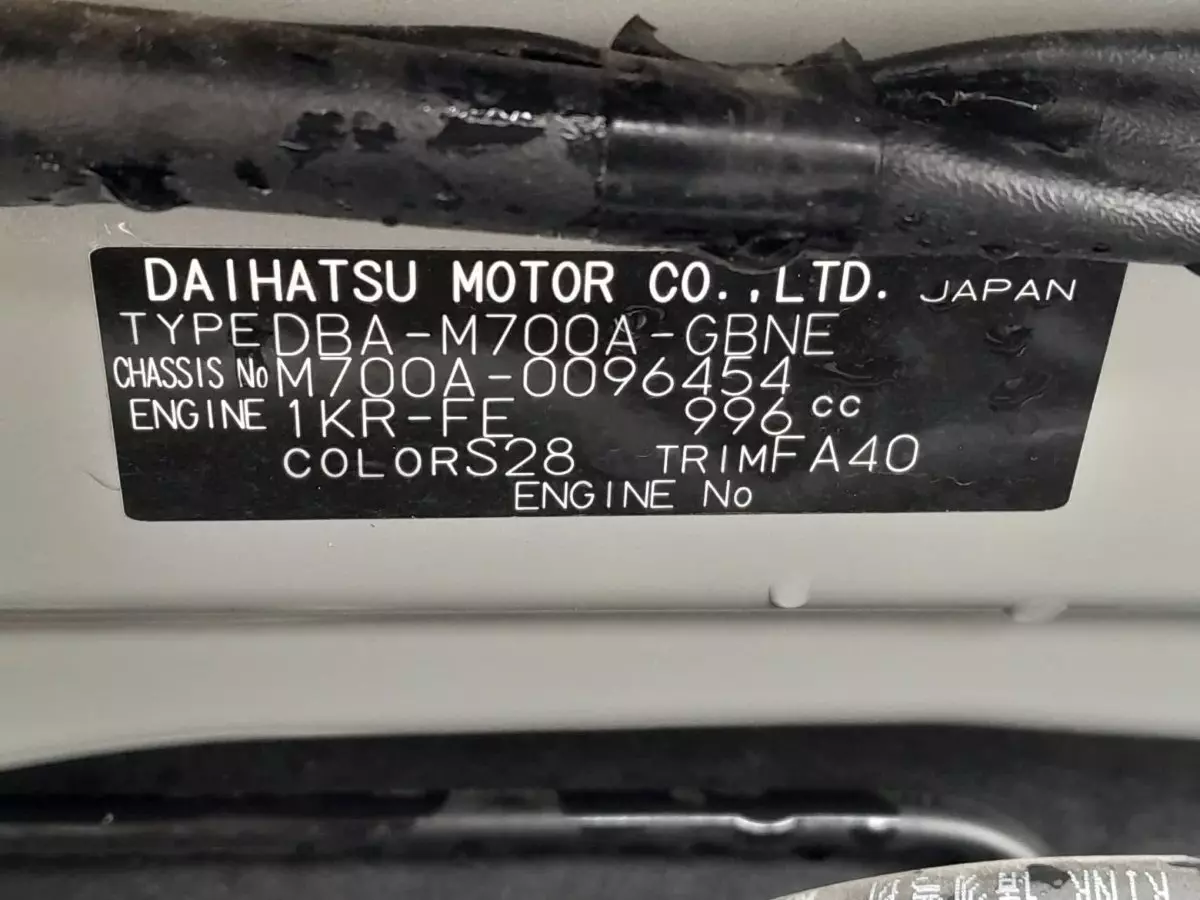 DAIHATSU MOTOR CO.,LTD. JAPAN
TYPE DBA-M700A-GBNE
CHASSIS No M700A-0096454
ENGINE 1KR-FE 996 cc
COLOR S28 TRIM FA40
ENGINE No